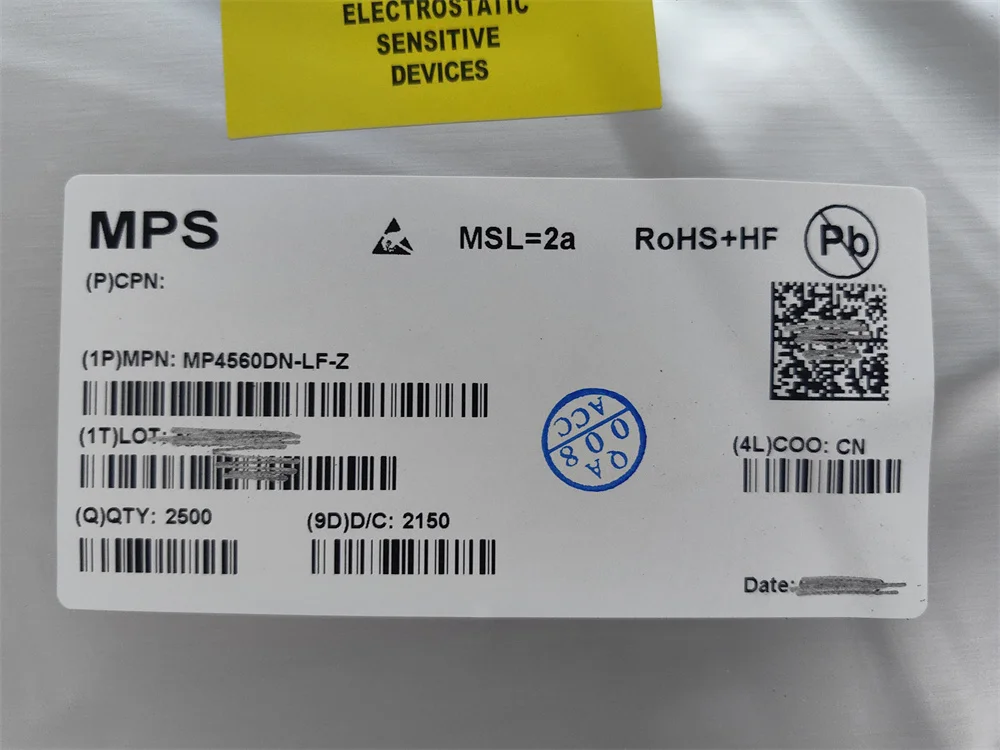 ELECTROSTATIC
SENSITIVE
DEVICES
MPS
MSL=2a
RoHS+HF
Pb
(P)CPN:
(1P)MPN: MP4560DN-LF-Z
(1T)LOT:
QA
008
ACC
(4L)COO: CN
(Q)QTY: 2500
(9D)D/C: 2150
Date: